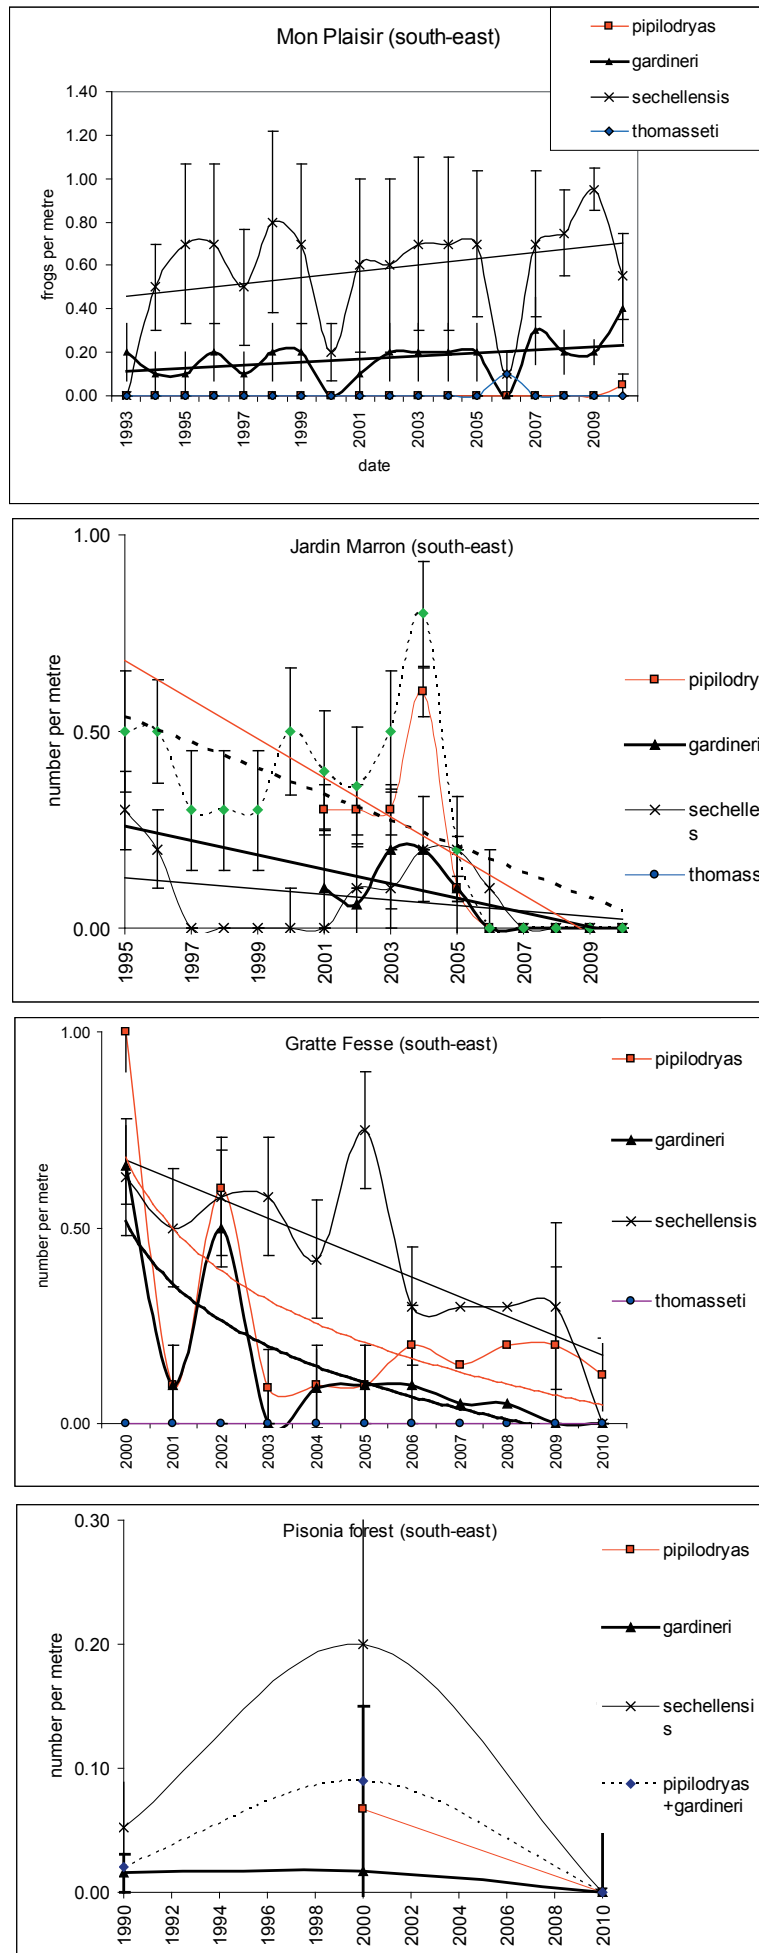 Mon Plaisir (south-east)
pipilodryas
gardineri
sechellensis
thomasseti
frogs per metre
1.40
1.20
1.00
0.80
0.60
0.40
0.20
0.00
1993
1995
1997
1999
2001
2003
2005
2007
2009
date
Jardin Marron (south-east)
number per metre
1.00
0.50
0.00
1995
1997
1999
2001
2003
2005
2007
2009
pipilodry
gardineri
sechelle
s
thomass
Gratte Fesse (south-east)
number per metre
1.00
0.50
0.00
2000
2001
2002
2003
2004
2005
2006
2007
2008
2009
2010
pipilodryas
gardineri
sechellensis
thomasseti
Pisonia forest (south-east)
number per metre
0.30
0.20
0.10
0.00
1990
1992
1994
1996
1998
2000
2002
2004
2006
2008
2010
pipilodryas
gardineri
sechellensi
s
pipilodryas
+gardineri